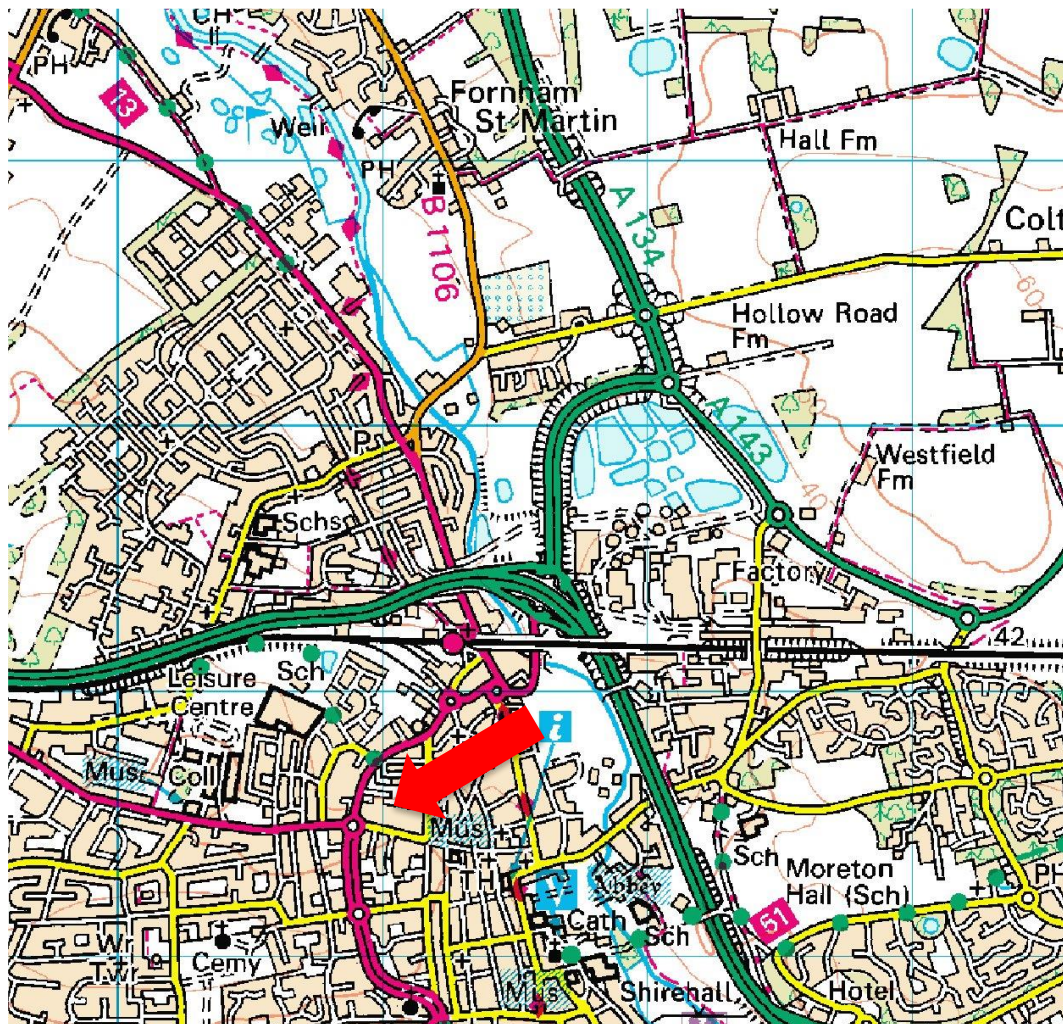 CH
PH
13
Weir
Fornham
St Martin
PH
B 1106
A 134
Hall Fm
Colt
Hollow Road
Fm
60
A 143
40
Westfield
Fm
P
Schs
Factory
42
Sch
Leisure
Centre
i
Mus
Coll
Mus
TH
Abbey
Sch
Moreton
Hall (Sch)
PH
51
Cath
Sch
Wr
Twr
Cemy
Mus
Shirehall
Hotel